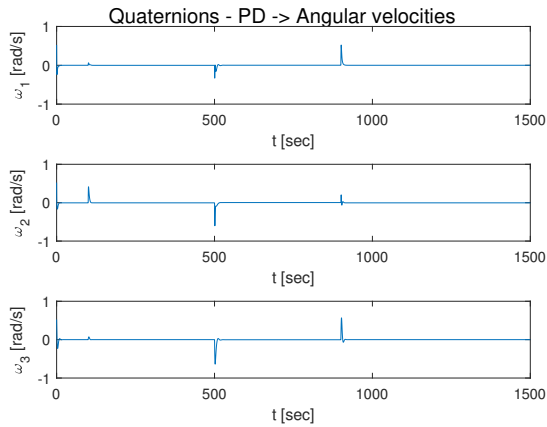 Quaternions - PD -> Angular velocities
1
0
-1
ω1 [rad/s]
0 500 1000 1500
t [sec]
1
0
-1
ω2 [rad/s]
0 500 1000 1500
t [sec]
1
0
-1
ω3 [rad/s]
0 500 1000 1500
t [sec]